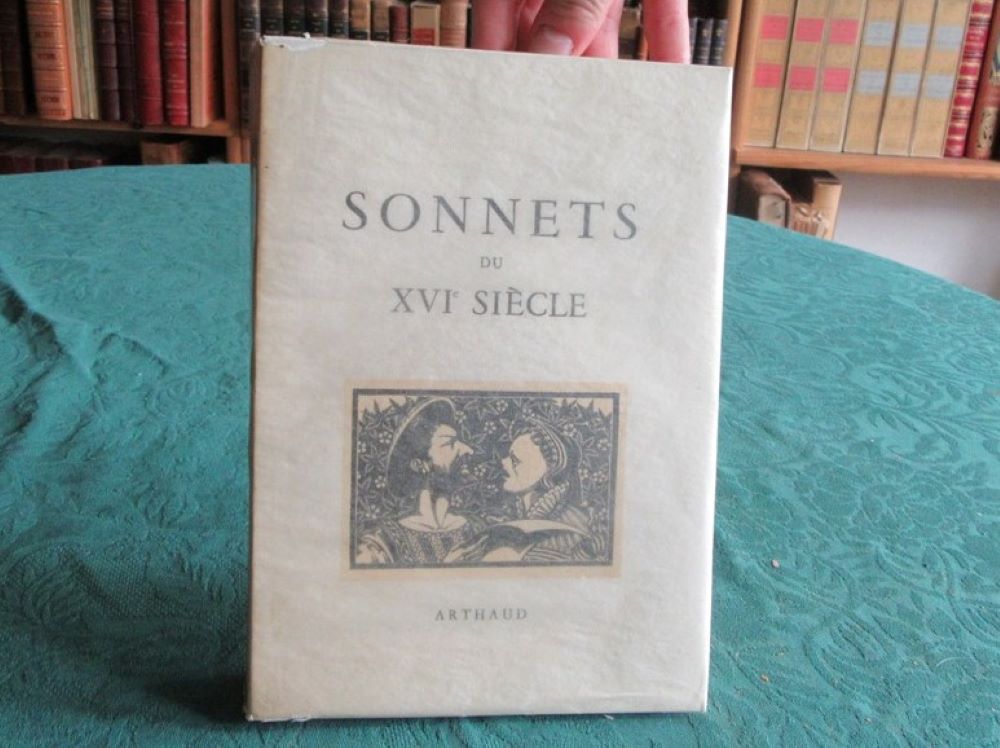 SONNETS
DU
XVIe SIÈCLE
ARTHAUD